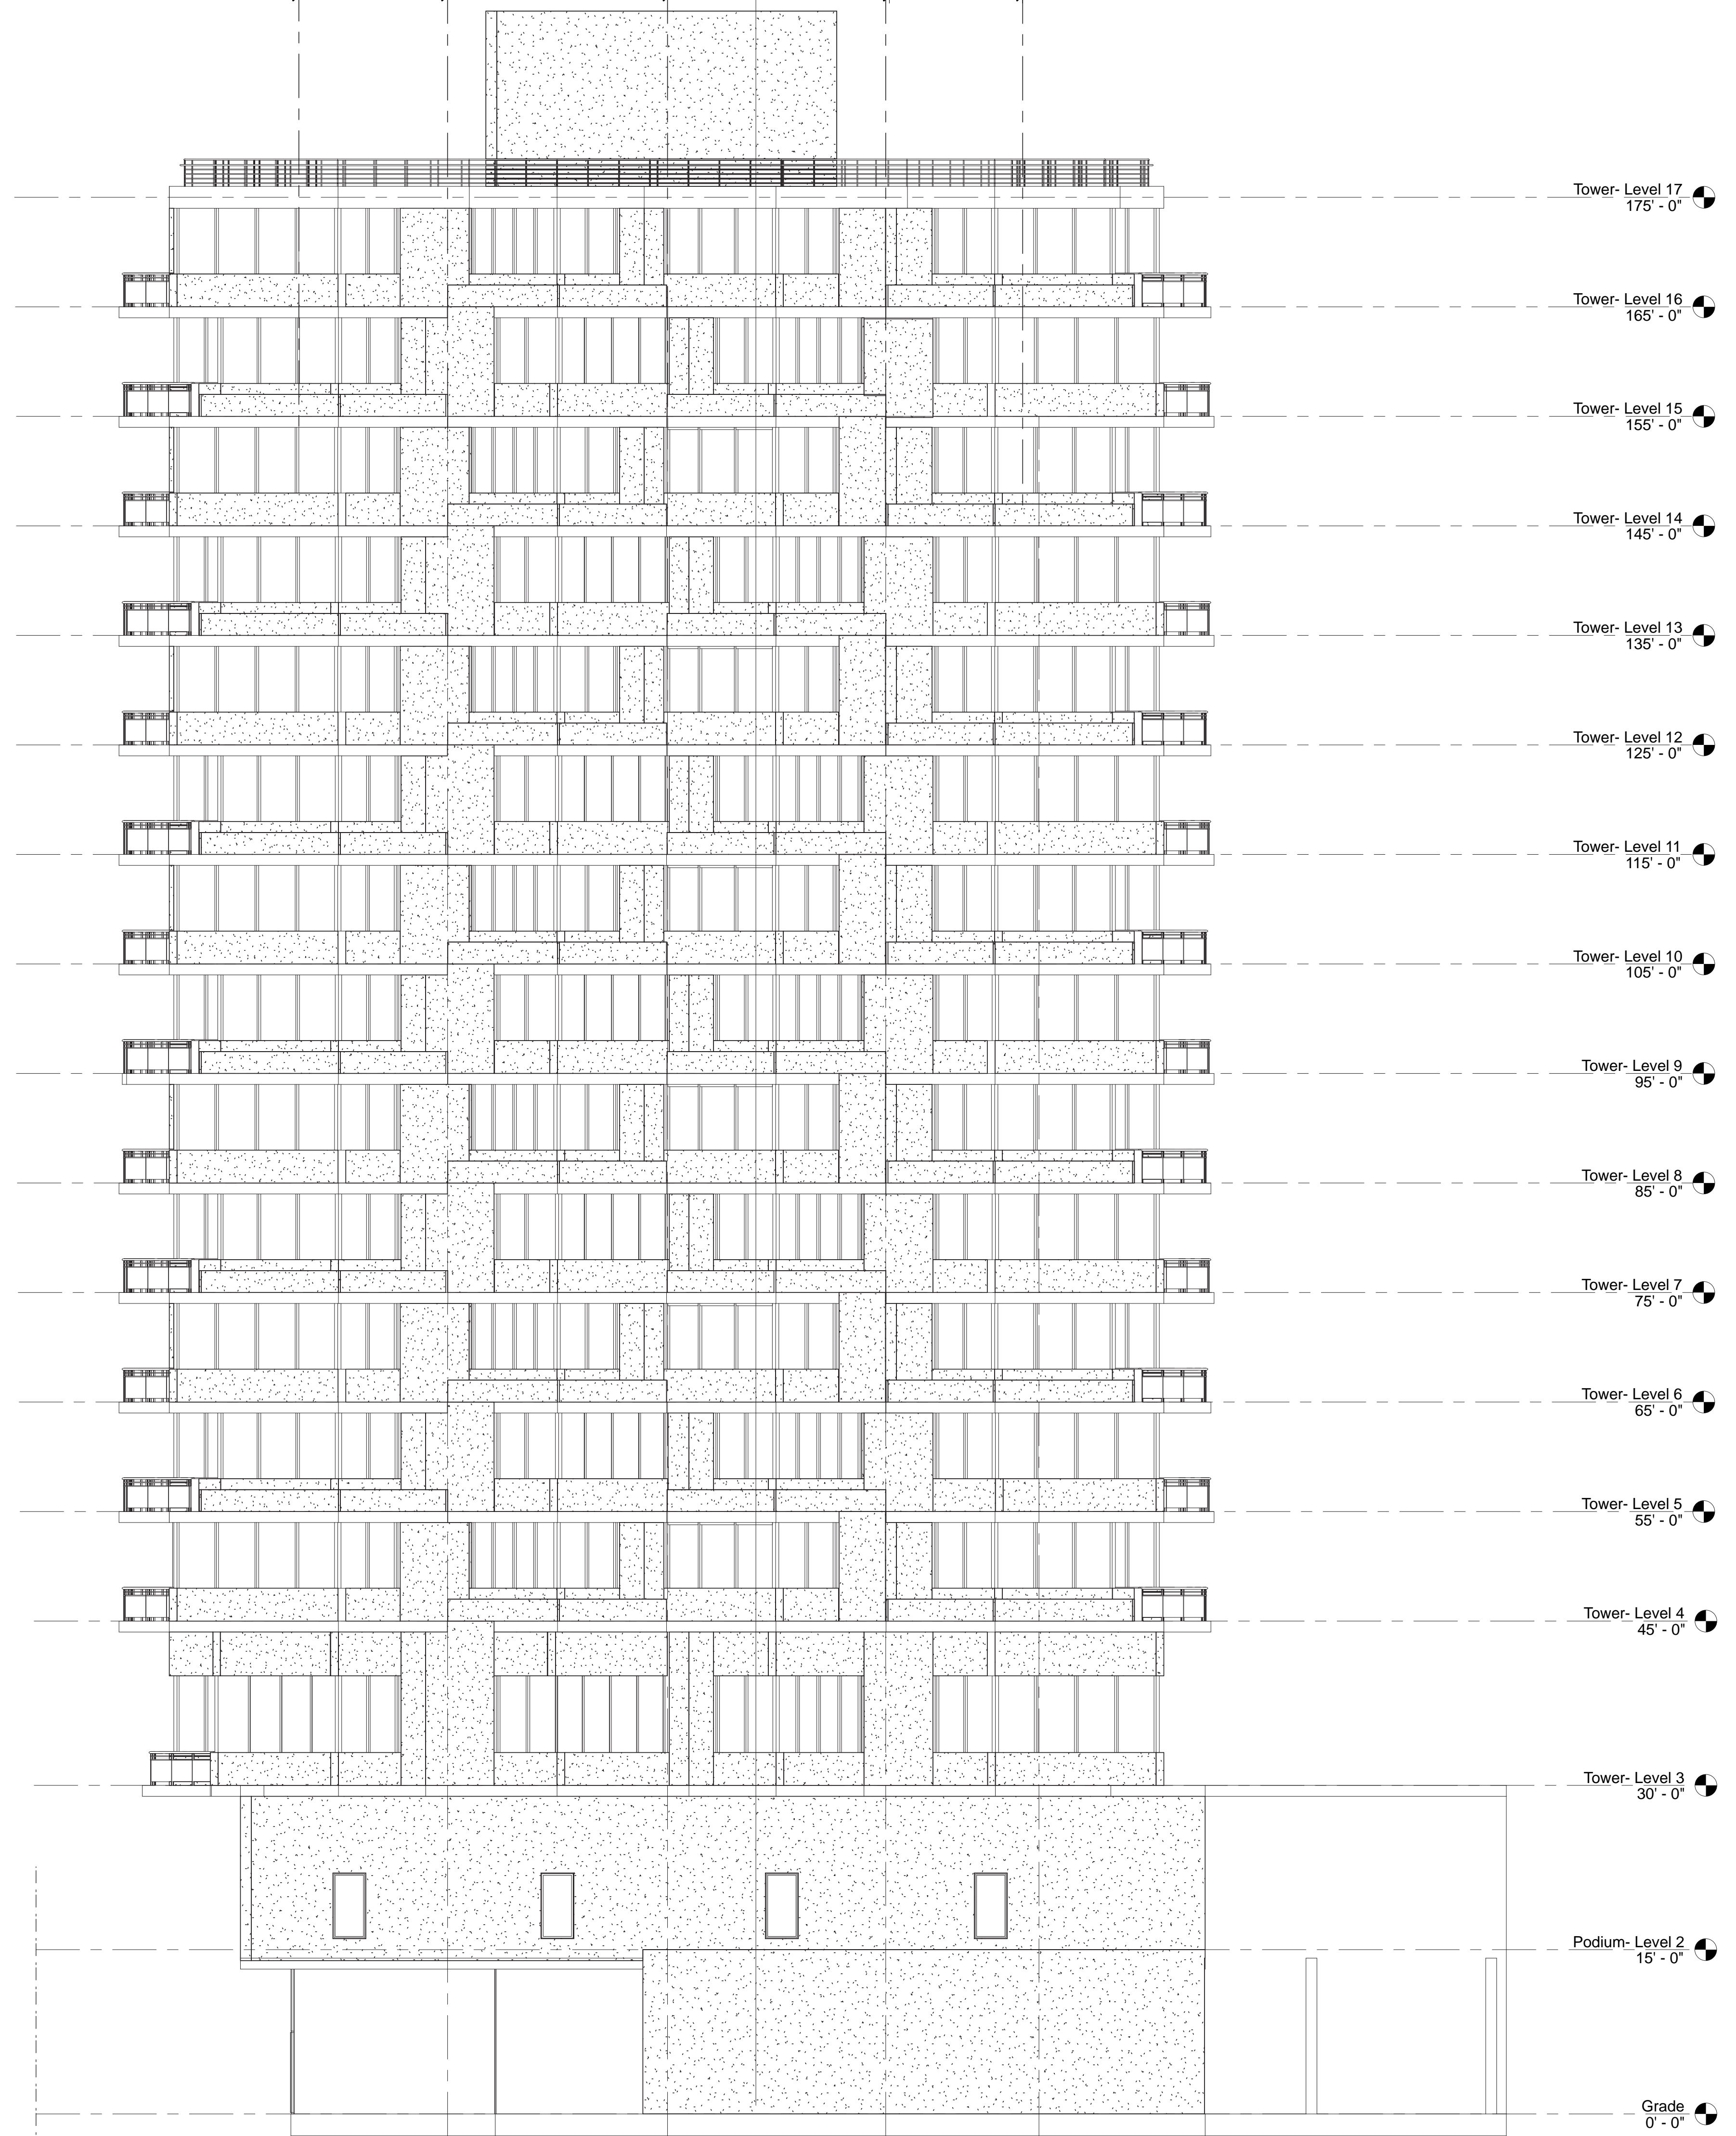 Tower- Level 17
175' - 0"
Tower- Level 16
165' - 0"
Tower- Level 15
155' - 0"
Tower- Level 14
145' - 0"
Tower- Level 13
135' - 0"
Tower- Level 12
125' - 0"
Tower- Level 11
115' - 0"
Tower- Level 10
105' - 0"
Tower- Level 9
95' - 0"
Tower- Level 8
85' - 0"
Tower- Level 7
75' - 0"
Tower- Level 6
65' - 0"
Tower- Level 5
55' - 0"
Tower- Level 4
45' - 0"
Tower- Level 3
30' - 0"
Podium- Level 2
15' - 0"
Grade
0' - 0"